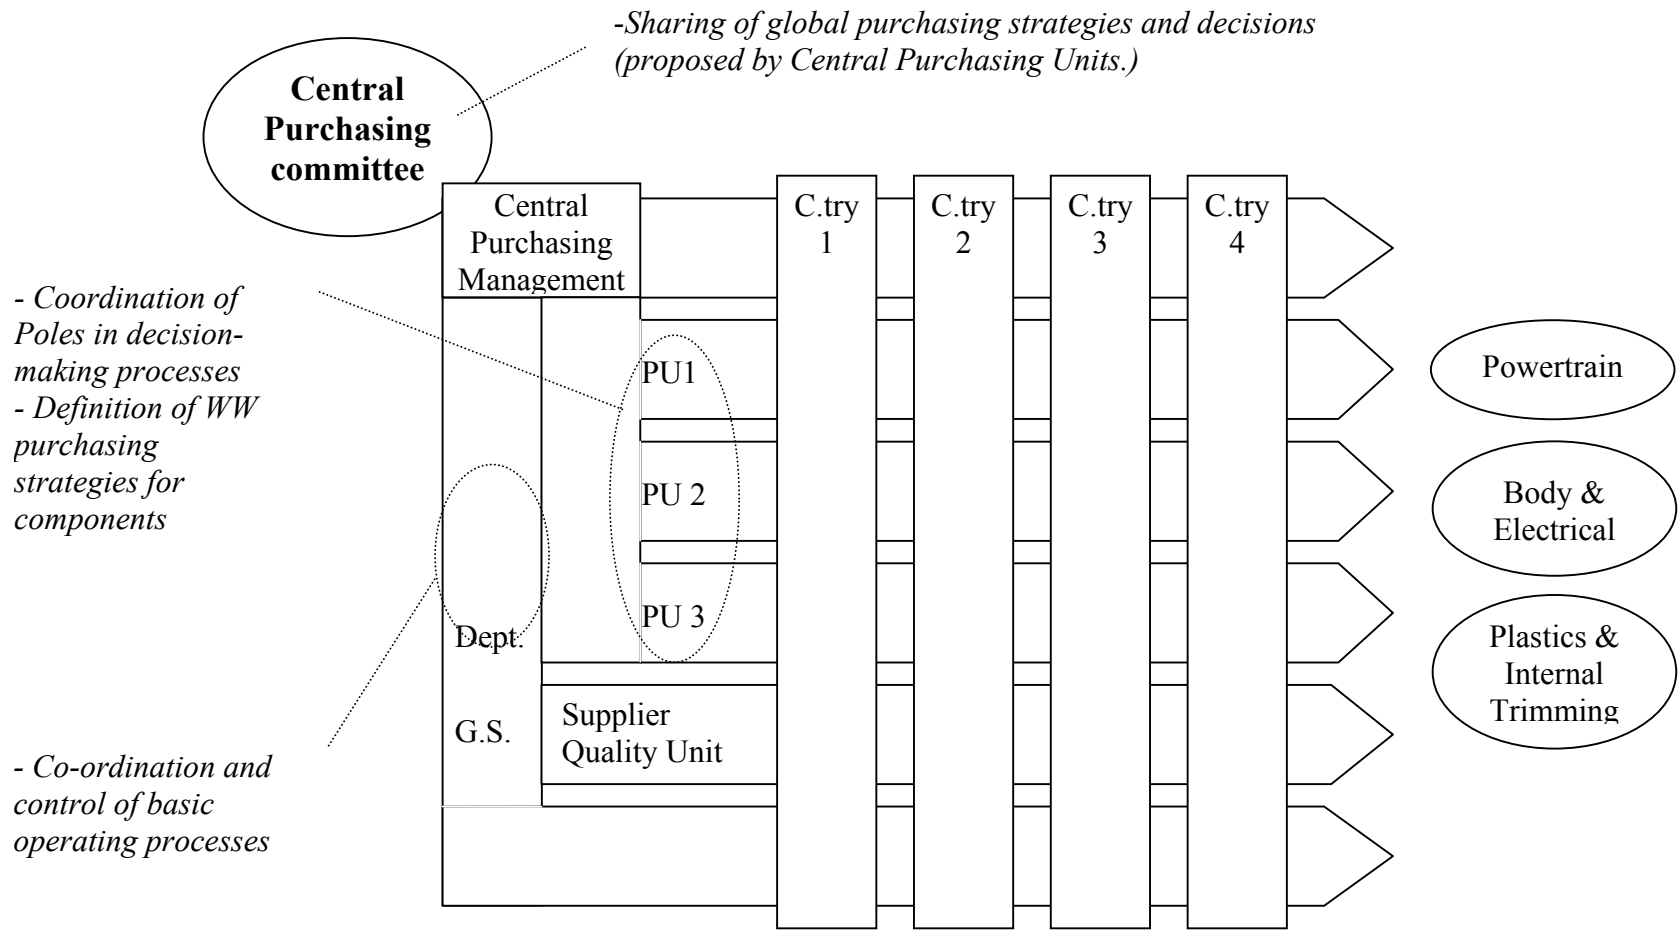 -Sharing of global purchasing strategies and decisions
(proposed by Central Purchasing Units.)
Central
Purchasing
committee
Central
Purchasing
Management
C.try
1
C.try
2
C.try
3
C.try
4
- Coordination of
Poles in decision-
making processes
- Definition of WW
purchasing
strategies for
components
PU1
PU 2
PU 3
Powertrain
Body &
Electrical
Plastics &
Internal
Trimming
Dept.
G.S.
Supplier
Quality Unit
- Co-ordination and
control of basic
operating processes